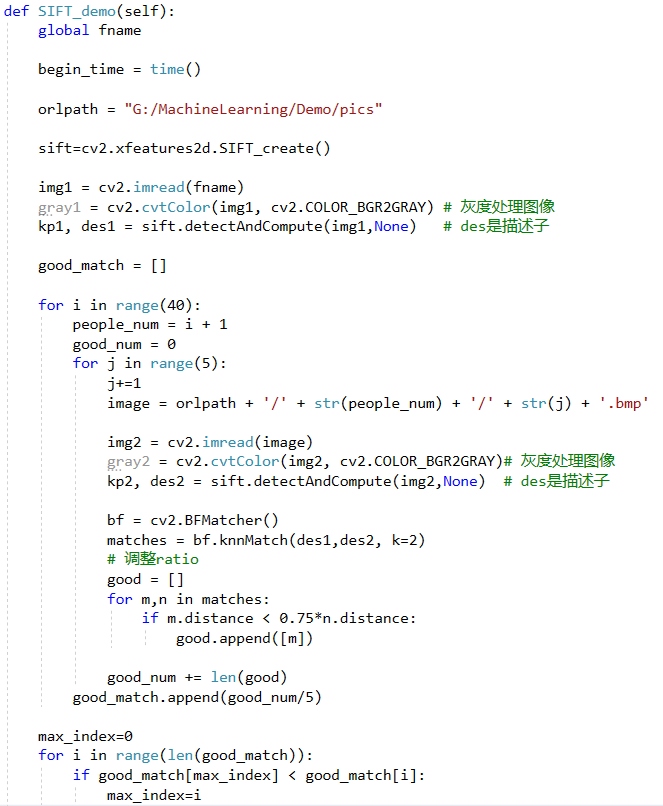 def SIFT_demo(self):
    global fname

    begin_time = time()

    orlpath = "G:/MachineLearning/Demo/pics"

    sift=cv2.xfeatures2d.SIFT_create()

    img1 = cv2.imread(fname)
    gray1 = cv2.cvtColor(img1, cv2.COLOR_BGR2GRAY) # 灰度处理图像
    kp1, des1 = sift.detectAndCompute(img1,None)   # des是描述子

    good_match = []

    for i in range(40):
        people_num = i + 1
        good_num = 0
        for j in range(5):
            j+=1
            image = orlpath + '/' + str(people_num) + '/' + str(j) + '.bmp'

            img2 = cv2.imread(image)
            gray2 = cv2.cvtColor(img2, cv2.COLOR_BGR2GRAY)# 灰度处理图像
            kp2, des2 = sift.detectAndCompute(img2,None)  # des是描述子

            bf = cv2.BFMatcher()
            matches = bf.knnMatch(des1,des2, k=2)
            # 调整ratio
            good = []
            for m,n in matches:
                if m.distance < 0.75*n.distance:
                    good.append([m])

            good_num += len(good)
        good_match.append(good_num/5)

    max_index=0
    for i in range(len(good_match)):
        if good_match[max_index] < good_match[i]:
            max_index=i